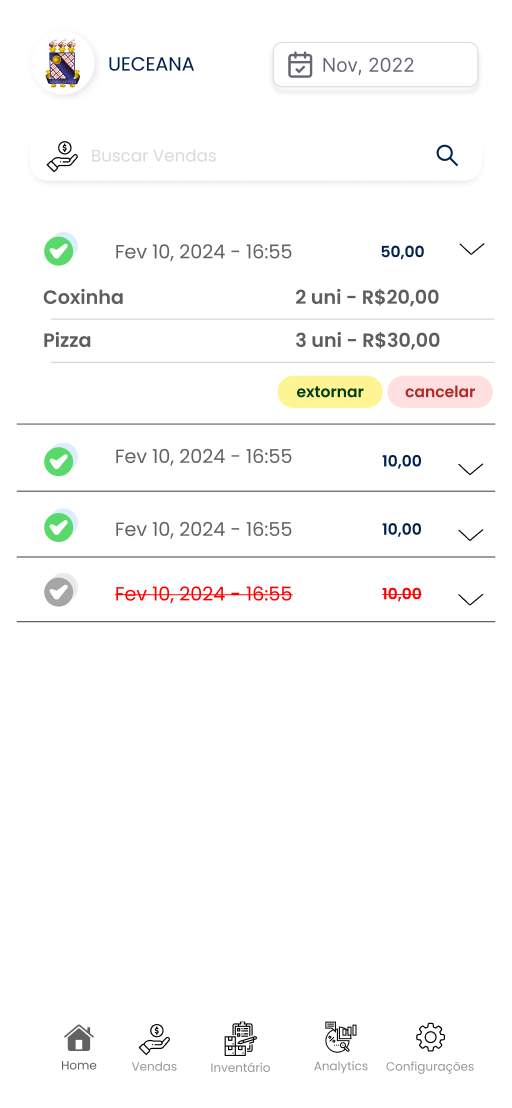 UECEANA
Nov, 2022
Buscar Vendas
Fev 10, 2024 - 16:55 50,00
Coxinha 2 uni - R$20,00
Pizza 3 uni - R$30,00
extornar cancelar
Fev 10, 2024 - 16:55 10,00
Fev 10, 2024 - 16:55 10,00
Fev 10, 2024 - 16:55 10,00
Home Vendas Inventário Analytics Configurações